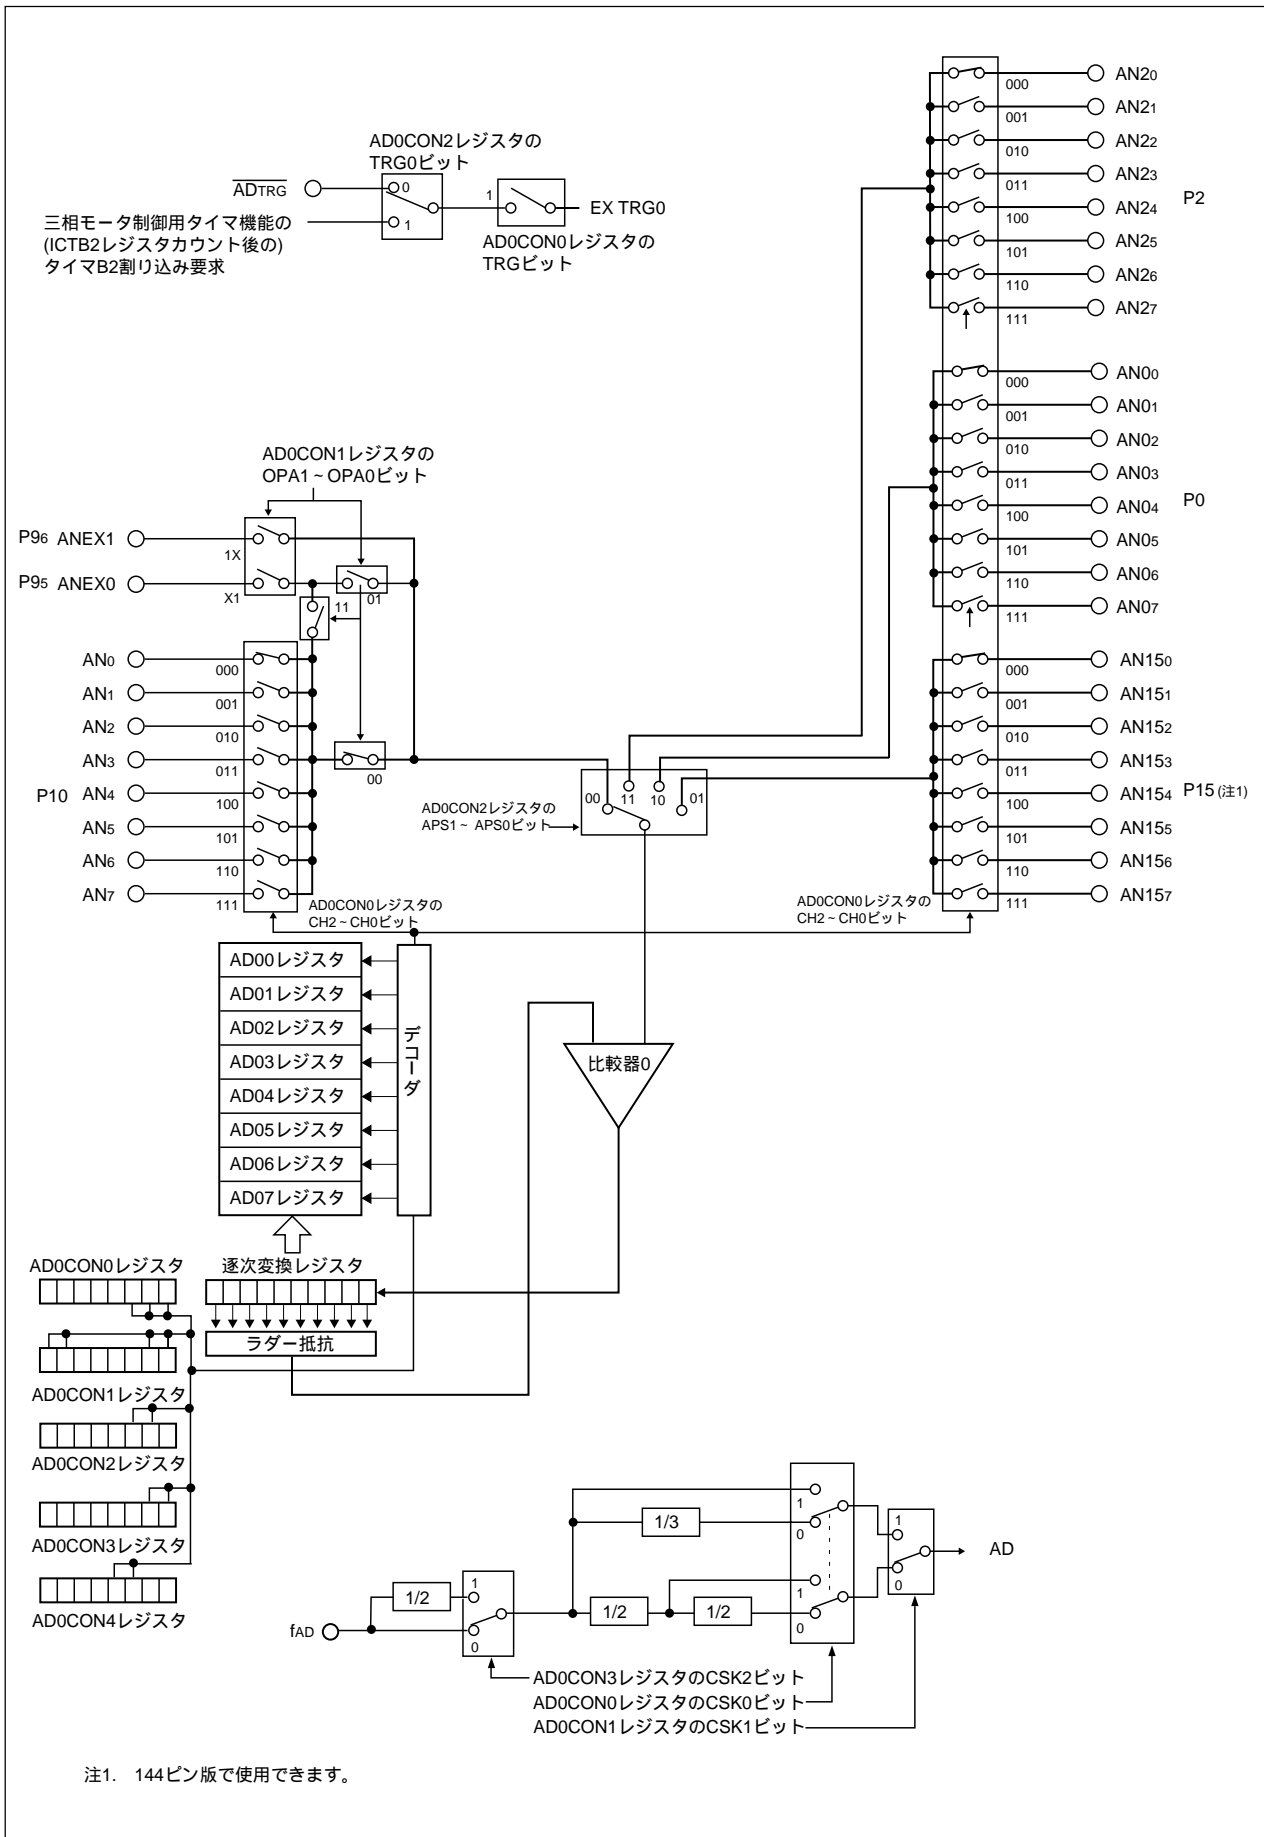 AD0CON2レジスタの
TRG0ビット
ADTRG
0
1
三相モータ制御用タイマ機能の
(ICTB2レジスタカウント後の)
タイマB2割り込み要求
1
EX TRG0
AD0CON0レジスタの
TRGビット
000
AN20
001
AN21
010
AN22
011
AN23
100
AN24
101
AN25
110
AN26
111
AN27
P2
000
AN00
001
AN01
010
AN02
011
AN03
100
AN04
101
AN05
110
AN06
111
AN07
P0
000
AN150
001
AN151
010
AN152
011
AN153
100
AN154
101
AN155
110
AN156
111
AN157
P15 (注1)
AD0CON1レジスタの
OPA1 ~ OPA0ビット
P96 ANEX1
1X
P95 ANEX0
X1
01
11
AN0
000
AN1
001
AN2
010
AN3
011
00
P10
AN4
100
AN5
101
AN6
110
AN7
111
AD0CON0レジスタの
CH2 ~ CH0ビット
AD0CON2レジスタの
APS1 ~ APS0ビット
00
11
10
01
AD0CON0レジスタの
CH2 ~ CH0ビット
AD00レジスタ
AD01レジスタ
AD02レジスタ
AD03レジスタ
AD04レジスタ
AD05レジスタ
AD06レジスタ
AD07レジスタ
デコーダ
比較器0
AD0CON0レジスタ
逐次変換レジスタ
ラダー抵抗
AD0CON1レジスタ
AD0CON2レジスタ
AD0CON3レジスタ
AD0CON4レジスタ
fAD
1/2
1
0
1/3
1/2
1/2
1
0
1
0
1
0
AD
AD0CON3レジスタのCSK2ビット
AD0CON0レジスタのCSK0ビット
AD0CON1レジスタのCSK1ビット
注1. 144ピン版で使用できます。